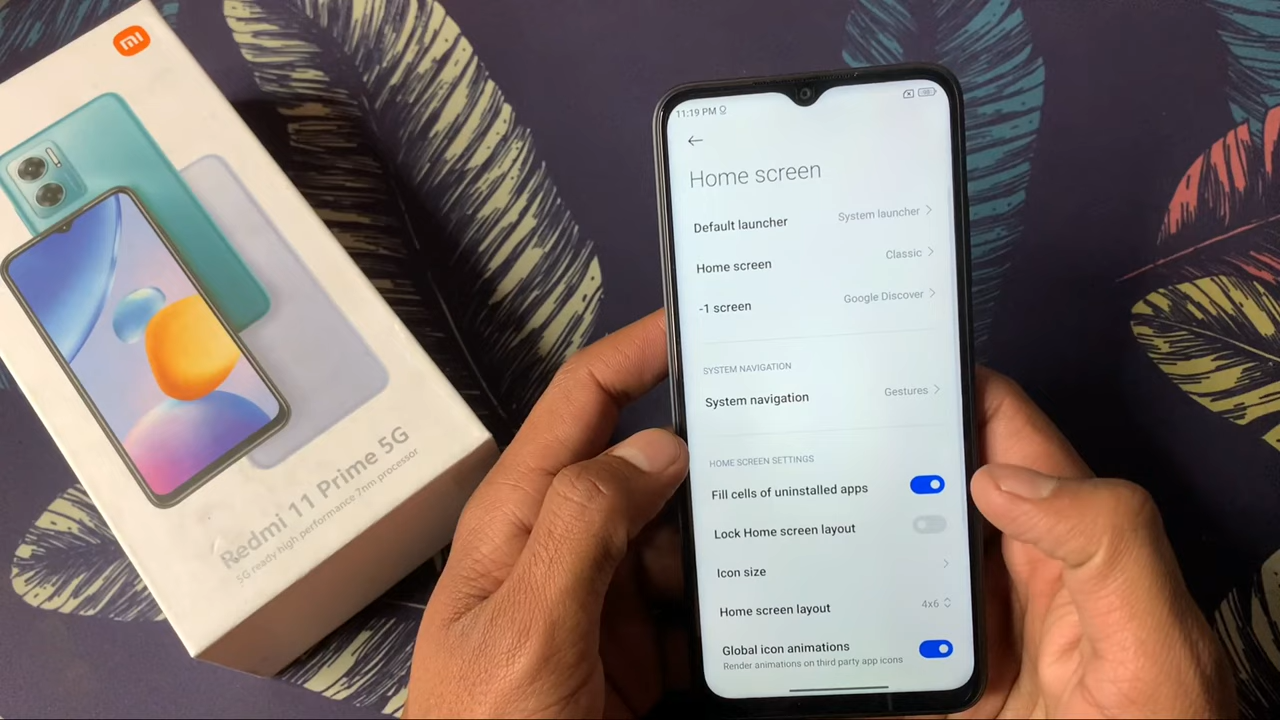 mi
Redmi 11 Prime 5G
5G ready high performance 7nm processor
11:19 PM
Home screen
Default launcher System launcher
Home screen Classic
-1 screen Google Discover
SYSTEM NAVIGATION
System navigation Gestures
HOME SCREEN SETTINGS
Fill cells of uninstalled apps
Lock Home screen layout
Icon size
Home screen layout 4x6
Global icon animations
Render animations on third party app icons